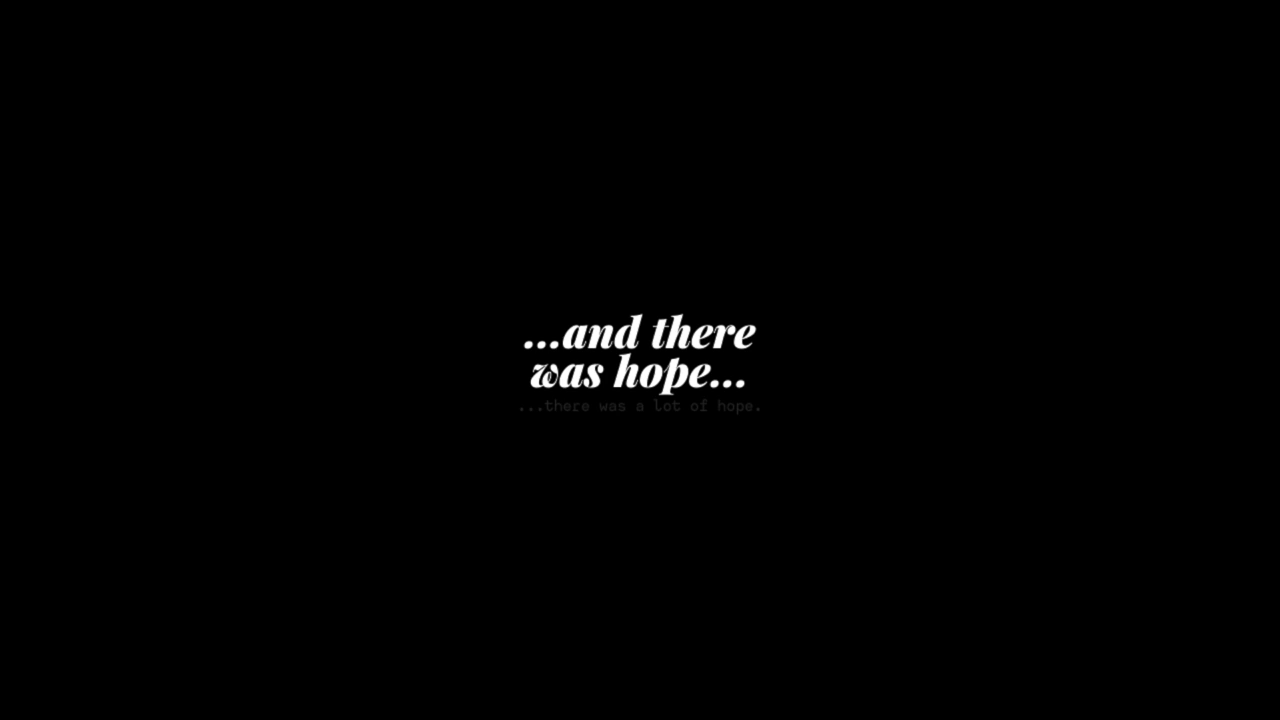 ...and there
was hope...
...there was a lot of hope.